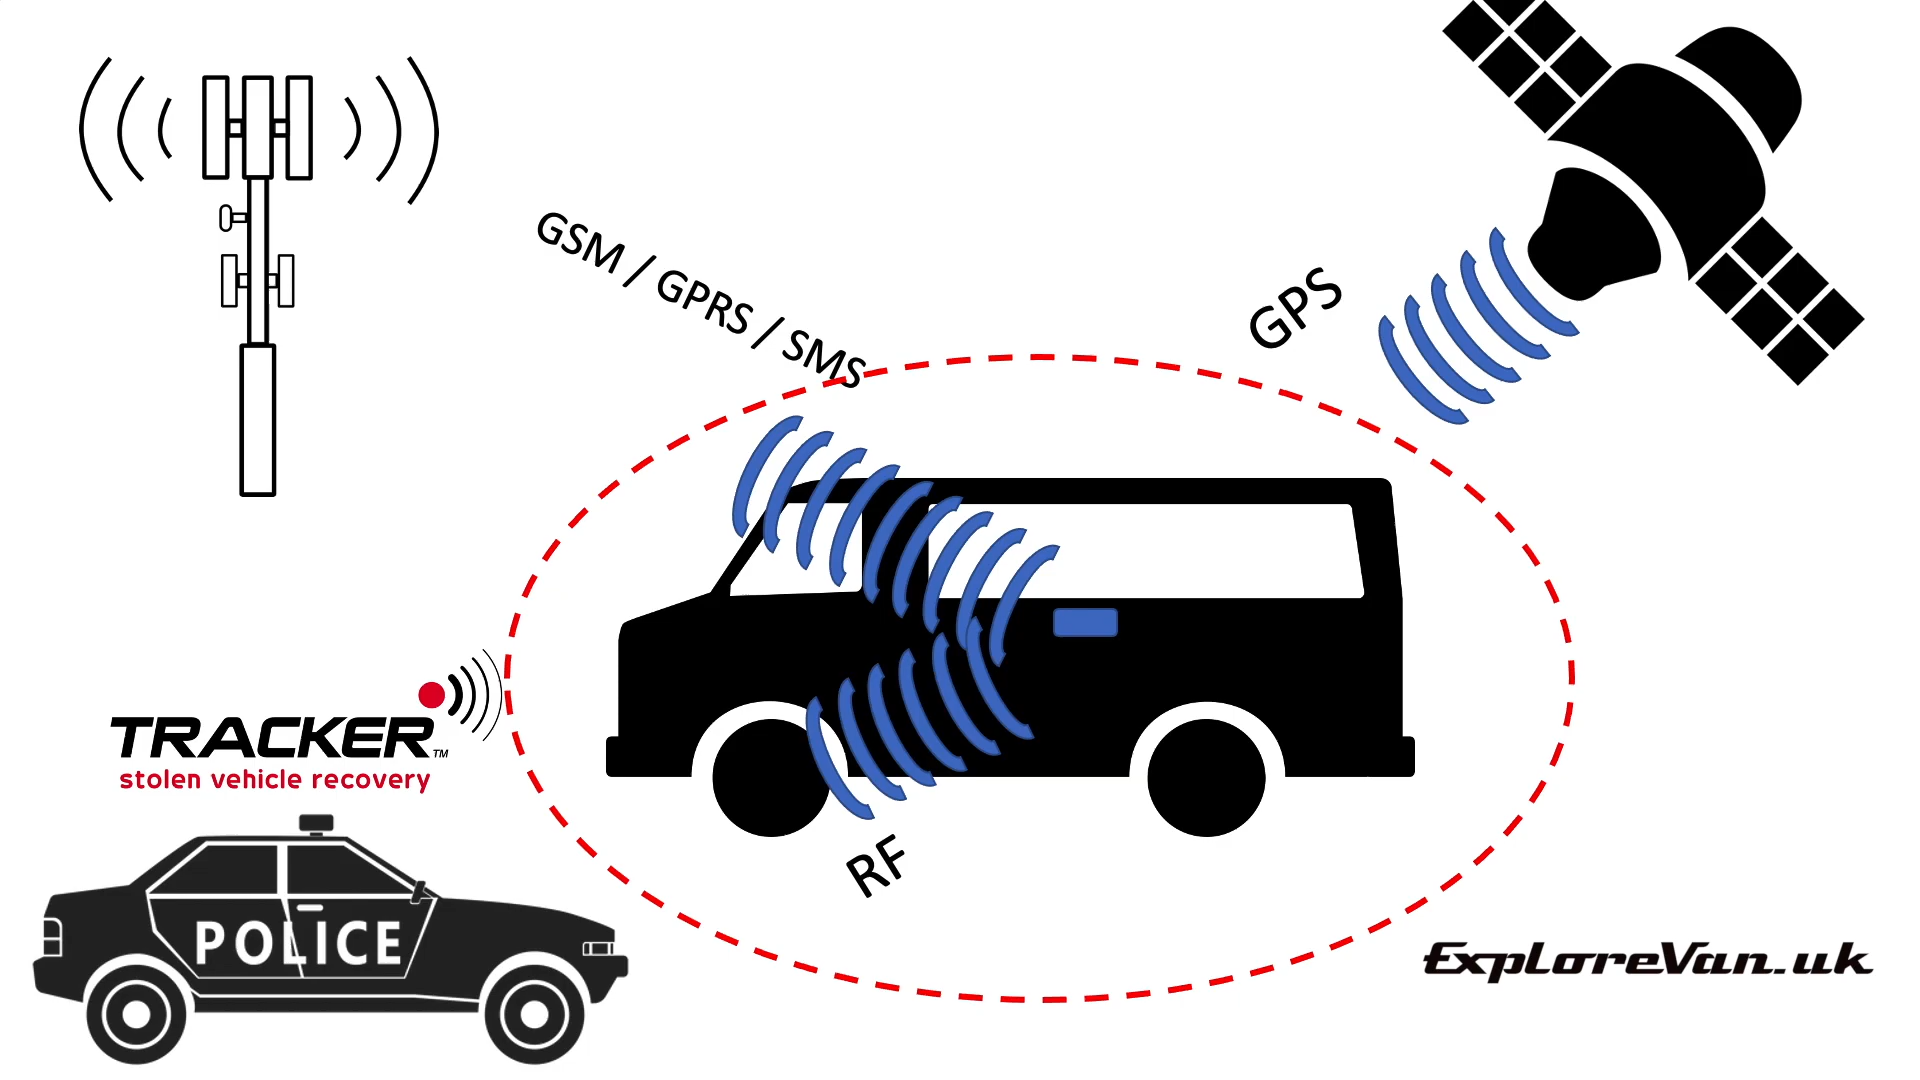 GSM / GPRS / SMS
GPS
TRACKER™
stolen vehicle recovery
POLICE
RF
ExploreVan.uk